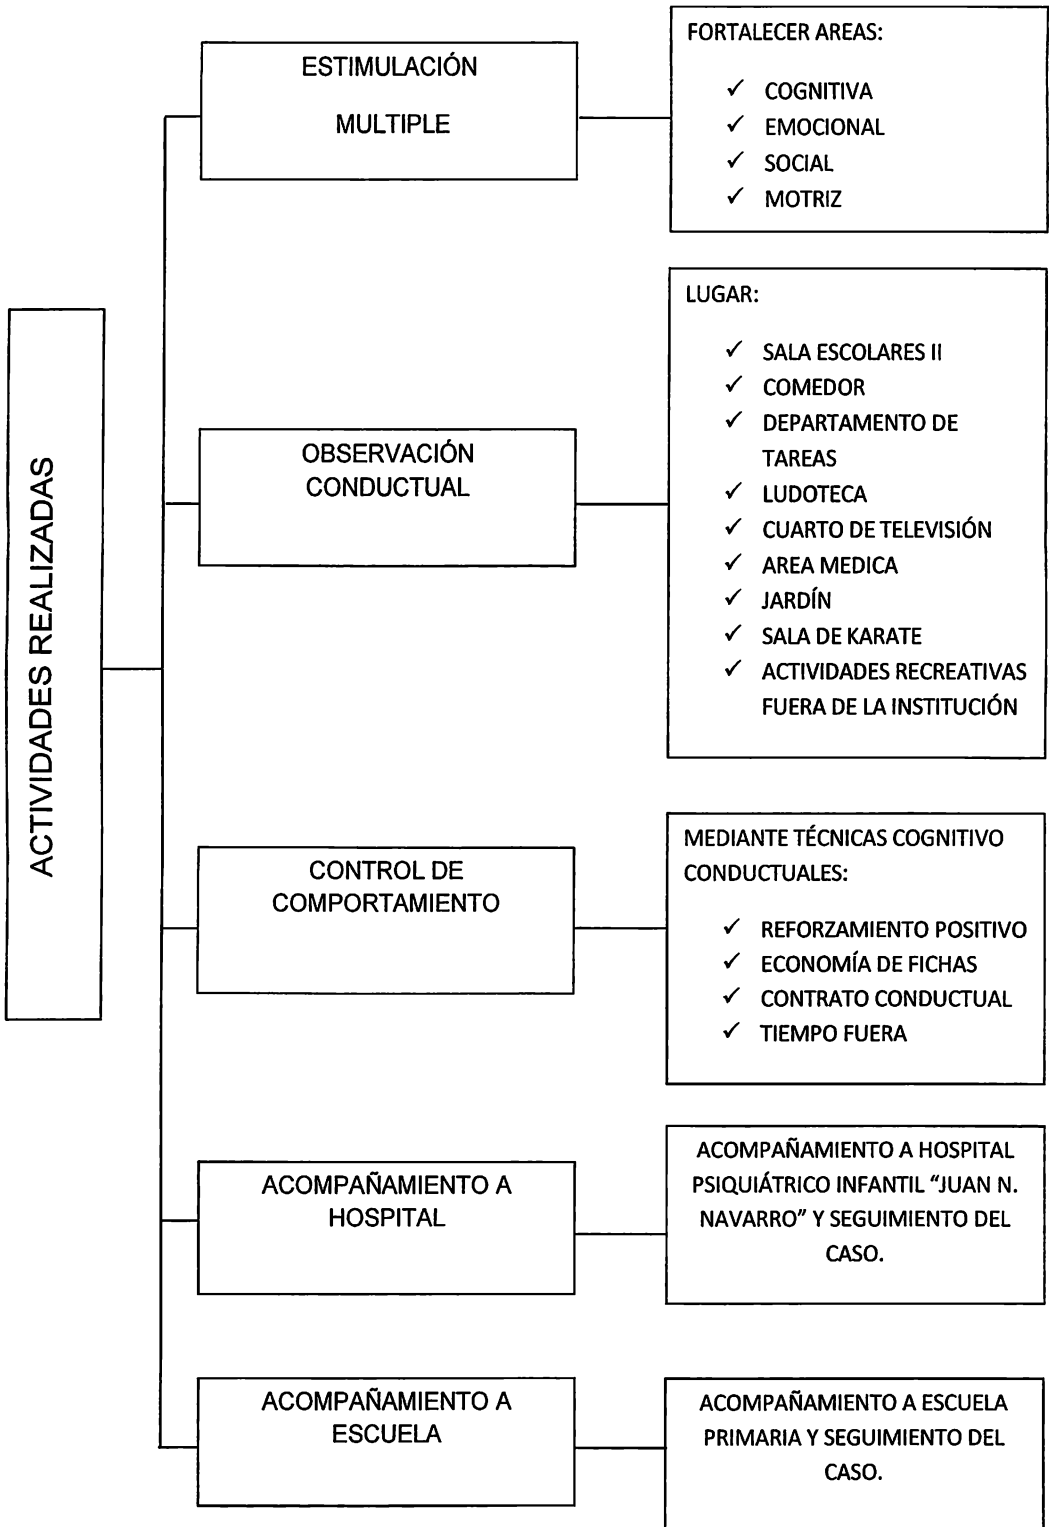 ACTIVIDADES REALIZADAS
ESTIMULACIÓN
MULTIPLE
FORTALECER AREAS:
✓ COGNITIVA
✓ EMOCIONAL
✓ SOCIAL
✓ MOTRIZ
OBSERVACIÓN
CONDUCTUAL
LUGAR:
✓ SALA ESCOLARES II
✓ COMEDOR
✓ DEPARTAMENTO DE
TAREAS
✓ LUDOTECA
✓ CUARTO DE TELEVISIÓN
✓ AREA MEDICA
✓ JARDÍN
✓ SALA DE KARATE
✓ ACTIVIDADES RECREATIVAS
FUERA DE LA INSTITUCIÓN
CONTROL DE
COMPORTAMIENTO
MEDIANTE TÉCNICAS COGNITIVO
CONDUCTUALES:
✓ REFORZAMIENTO POSITIVO
✓ ECONOMÍA DE FICHAS
✓ CONTRATO CONDUCTUAL
✓ TIEMPO FUERA
ACOMPAÑAMIENTO A
HOSPITAL
ACOMPAÑAMIENTO A HOSPITAL
PSIQUIÁTRICO INFANTIL "JUAN N.
NAVARRO" Y SEGUIMIENTO DEL
CASO.
ACOMPAÑAMIENTO A
ESCUELA
ACOMPAÑAMIENTO A ESCUELA
PRIMARIA Y SEGUIMIENTO DEL
CASO.